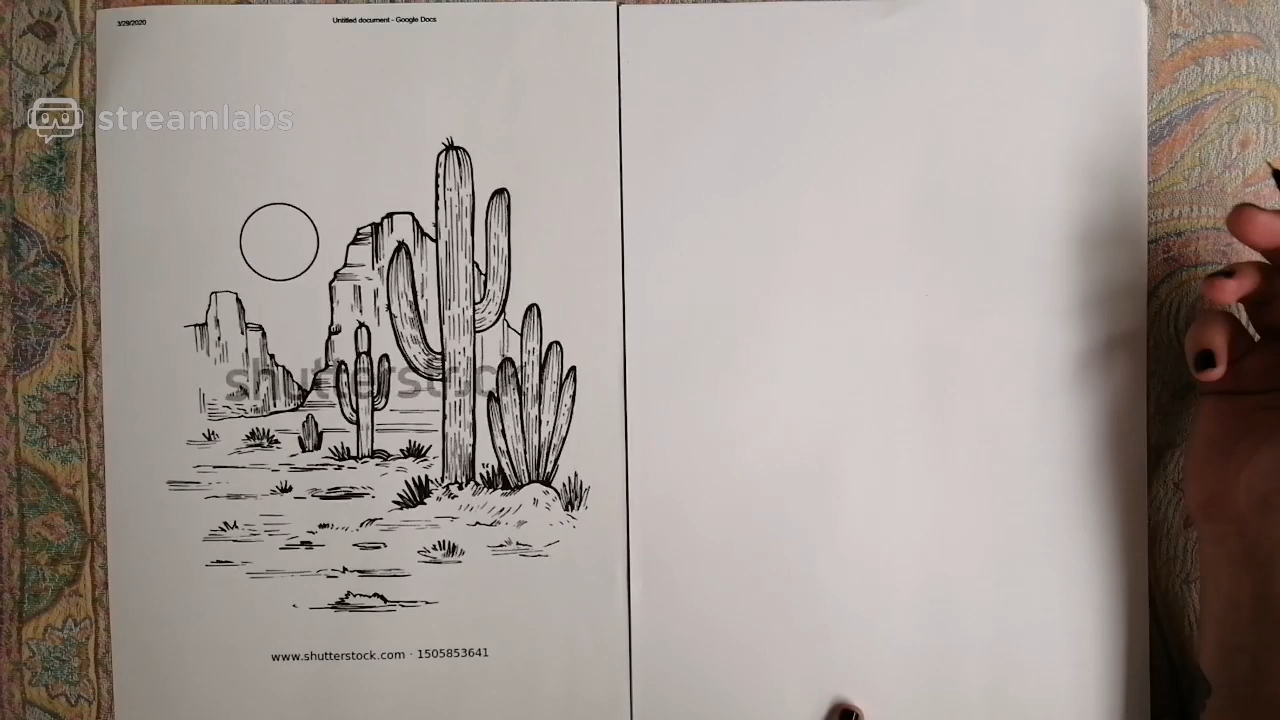 3/29/2020
Untitled document - Google Docs
streamlabs
shutterstock
www.shutterstock.com · 1505853641